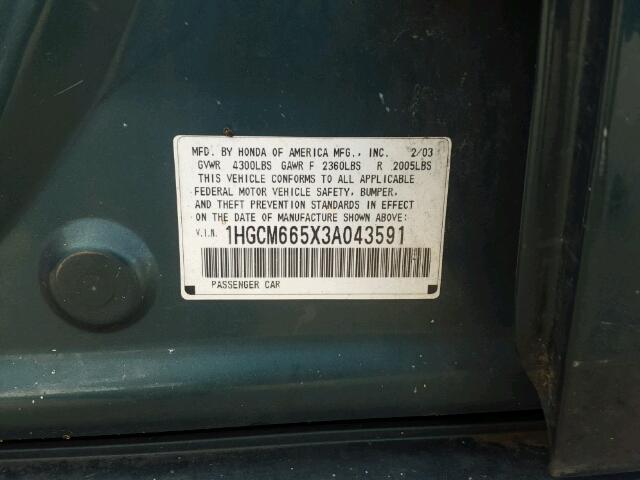 MFD. BY HONDA OF AMERICA MFG., INC. 2/03
GVWR 4300LBS GAWR F 2360LBS R 2005LBS
THIS VEHICLE CONFORMS TO ALL APPLICABLE
FEDERAL MOTOR VEHICLE SAFETY, BUMPER,
AND THEFT PREVENTION STANDARDS IN EFFECT
ON THE DATE OF MANUFACTURE SHOWN ABOVE:
V.I.N. 1HGCM665X3A043591
PASSENGER CAR